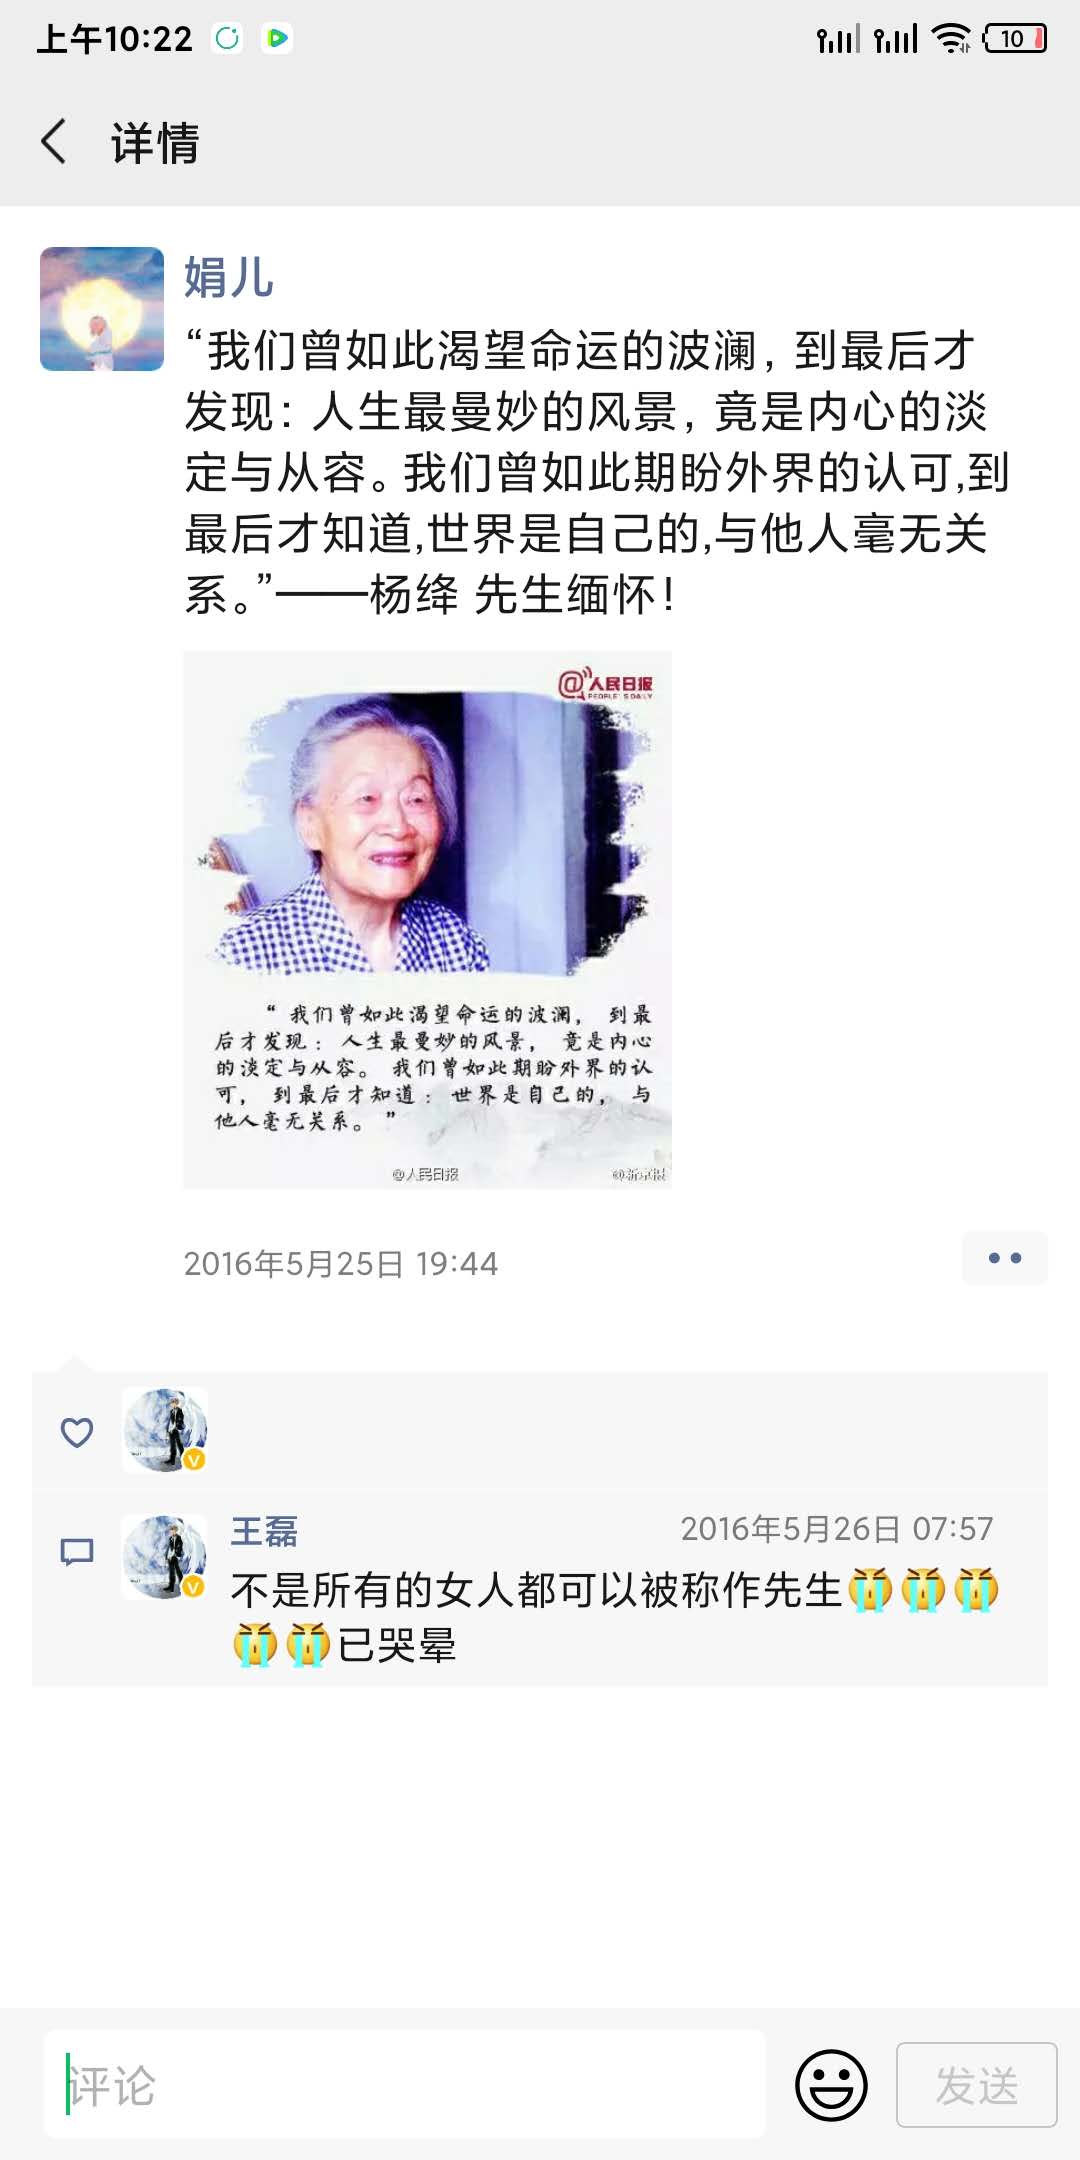 上午10:22
10
详情
娟儿
“我们曾如此渴望命运的波澜，到最后才
发现：人生最曼妙的风景，竟是内心的淡
定与从容。我们曾如此期盼外界的认可,到
最后才知道,世界是自己的,与他人毫无关
系。”——杨绛 先生缅怀！
@人民日报
PEOPLE'S DAILY
“ 我们曾如此渴望命运的波澜， 到最
后才发现： 人生最曼妙的风景， 竟是内心
的淡定与从容。 我们曾如此期盼外界的认
可， 到最后才知道： 世界是自己的， 与
他人毫无关系。 ”
@人民日报
@新京报
2016年5月25日 19:44
王磊
2016年5月26日 07:57
不是所有的女人都可以被称作先生😭😭😭
😭😭已哭晕
评论
发送